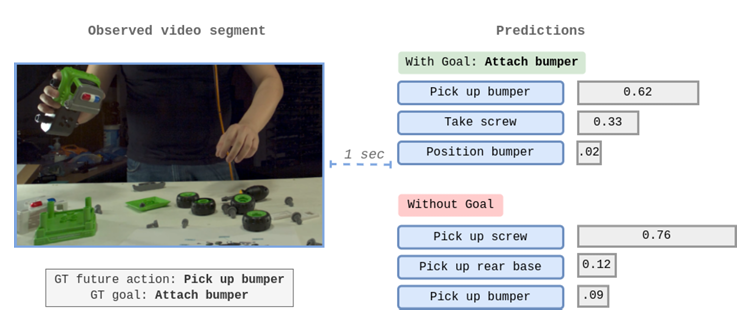 Observed video segment
Predictions
With Goal: Attach bumper
Pick up bumper 0.62
Take screw 0.33
Position bumper .02
1 sec
Without Goal
Pick up screw 0.76
Pick up rear base 0.12
Pick up bumper .09
GT future action: Pick up bumper
GT goal: Attach bumper